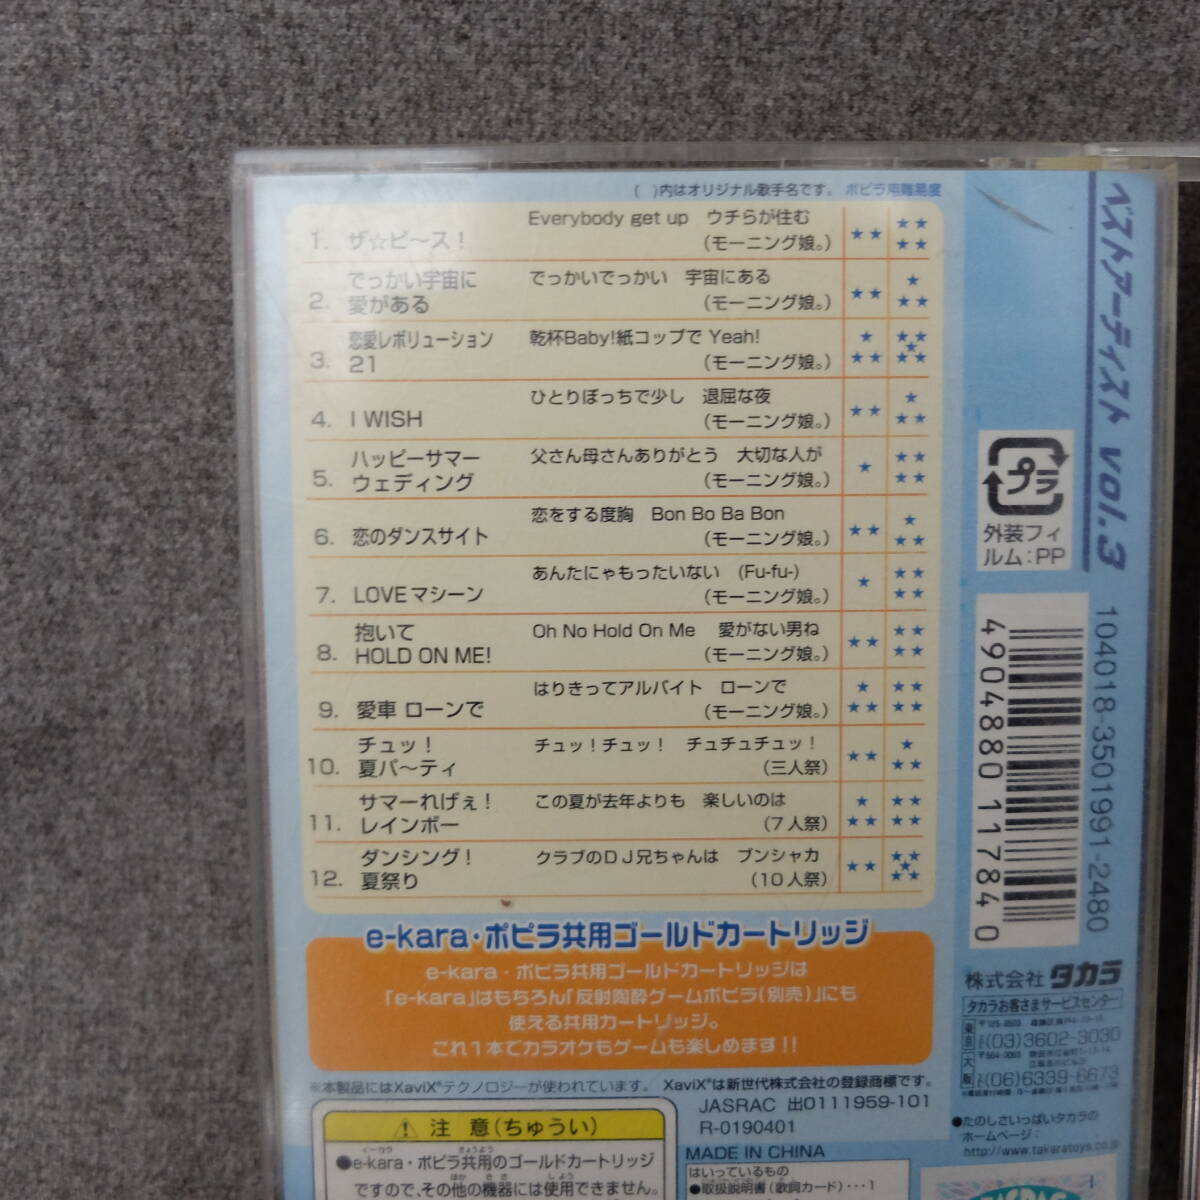 ( )内はオリジナル歌手名です。 ポピラ用難易度
1. ザ☆ピ〜ス! Everybody get up ウチらが住む
(モーニング娘。) ★★ ★★★★
2. でっかい宇宙に
愛がある でっかいでっかい 宇宙にある
(モーニング娘。) ★★ ★★★
3. 恋愛レボリューション
21 乾杯Baby!紙コップで Yeah!
(モーニング娘。) ★★★ ★★★★★
4. I WISH ひとりぼっちで少し 退屈な夜
(モーニング娘。) ★★ ★★★
5. ハッピーサマー
ウェディング 父さん母さんありがとう 大切な人が
(モーニング娘。) ★ ★★★★
6. 恋のダンスサイト 恋をする度胸 Bon Bo Ba Bon
(モーニング娘。) ★★ ★★★
7. LOVEマシーン あんたにゃもったいない (Fu-fu-)
(モーニング娘。) ★ ★★★★
8. 抱いて
HOLD ON ME! Oh No Hold On Me 愛がない男ね
(モーニング娘。) ★★ ★★★★
9. 愛車 ローンで はりきってアルバイト ローンで
(モーニング娘。) ★★★ ★★★★
10. チュッ!
夏パ〜ティ チュッ!チュッ! チュチュチュッ!
(三人祭) ★★ ★★★
11. サマーれげぇ!
レインボー この夏が去年よりも 楽しいのは
(7人祭) ★★★ ★★★★
12. ダンシング!
夏祭り クラブのDJ兄ちゃんは ブンシャカ
(10人祭) ★★ ★★★★★
e-kara・ポピラ共用ゴールドカートリッジ
e-kara・ポピラ共用ゴールドカートリッジは
「e-kara」はもちろん「反射陶酔ゲームポピラ(別売)」にも
使える共用カートリッジ。
これ1本でカラオケもゲームも楽しめます!!
※本製品にはXaviX®テクノロジーが使われています。 XaviX®は新世代株式会社の登録商標です。
JASRAC 出0111959-101
R-0190401
MADE IN CHINA
はいっているもの
●取扱説明書(歌詞カード)・・・1
⚠注 意(ちゅうい)
●e-kara・ポピラ共用のゴールドカートリッジ
ですので、その他の機器には使用できません。
ベストアーティスト vol.3
プラ
外装フィ
ルム:PP
104018-3501991-2480
4904880117840
株式会社 タカラ
タカラお客さまサービスセンター
東京
(03)3602-3030
大阪
(06)6339-6673
●たのしさいっぱいタカラの
ホームページ:
http://www.takaratoys.co.jp